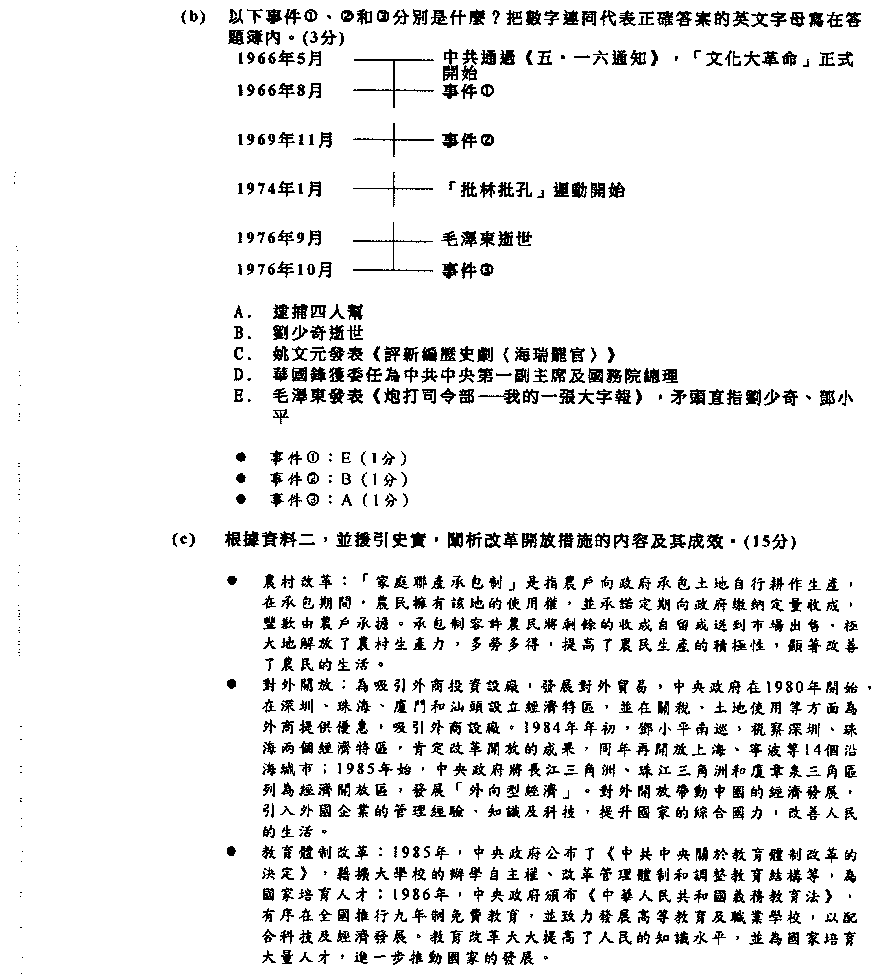 (b) 以下事件①、②和③分別是什麼？把數字連同代表正確答案的英文字母寫在答
題簿內。(3分)
1966年5月 中共通過《五·一六通知》，「文化大革命」正式
開始
1966年8月 事件①
1969年11月 事件②
1974年1月 「批林批孔」運動開始
1976年9月 毛澤東逝世
1976年10月 事件③
A. 逮捕四人幫
B. 劉少奇逝世
C. 姚文元發表《評新編歷史劇〈海瑞罷官〉》
D. 華國鋒獲委任為中共中央第一副主席及國務院總理
E. 毛澤東發表《炮打司令部──我的一張大字報》，矛頭直指劉少奇、鄧小
平
● 事件①：E (1分)
● 事件②：B (1分)
● 事件③：A (1分)
(c) 根據資料二，並援引史實，闡析改革開放措施的內容及其成效。(15分)
● 農村改革：「家庭聯產承包制」是指農戶向政府承包土地自行耕作生產，
在承包期間，農民擁有該地的使用權，並承諾定期向政府繳納定量收成，
盈虧由農戶承擔。承包制容許農民將剩餘的收成自留或送到市場出售，極
大地解放了農村生產力，多勞多得，提高了農民生產的積極性，顯著改善
了農民的生活。
● 對外開放：為吸引外商投資設廠，發展對外貿易，中央政府在1980年開始，
在深圳、珠海、廈門和汕頭設立經濟特區，並在關稅、土地使用等方面為
外商提供優惠，吸引外商設廠。1984年年初，鄧小平南巡，視察深圳、珠
海兩個經濟特區，肯定改革開放的成果，同年再開放上海、寧波等14個沿
海城市；1985年始，中央政府將長江三角洲、珠江三角洲和廈章泉三角區
列為經濟開放區，發展「外向型經濟」。對外開放帶動中國的經濟發展，
引入外國企業的管理經驗、知識及科技，提升國家的綜合國力，改善人民
的生活。
● 教育體制改革：1985年，中央政府公布了《中共中央關於教育體制改革的
決定》，藉擴大學校的辦學自主權、改革管理體制和調整教育結構等，為
國家培育人才；1986年，中央政府頒布《中華人民共和國義務教育法》，
有序在全國推行九年制免費教育，並致力發展高等教育及職業學校，以配
合科技及經濟發展。教育改革大大提高了人民的知識水平，並為國家培育
大量人才，進一步推動國家的發展。